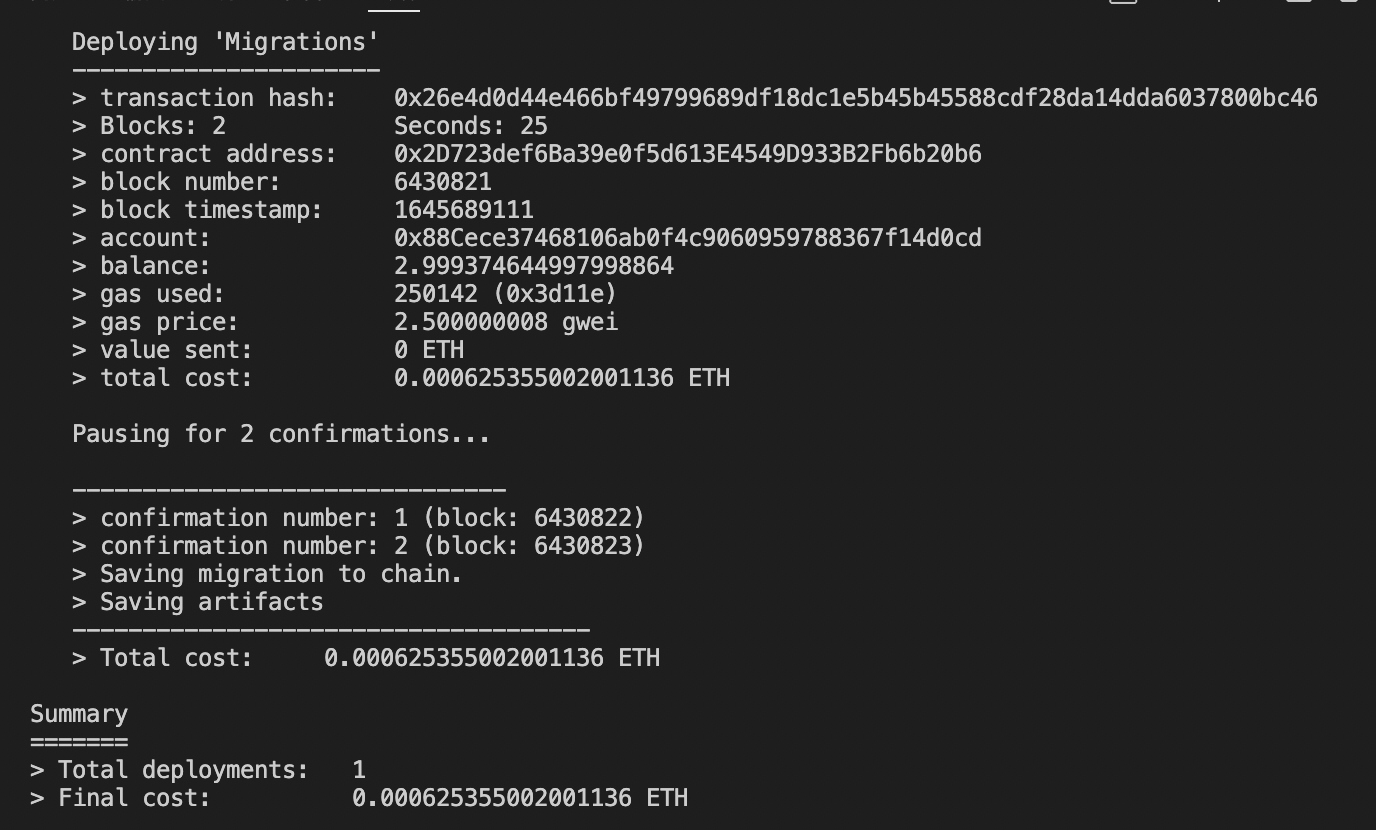 Deploying 'Migrations'
----------------------
> transaction hash:    0x26e4d0d44e466bf49799689df18dc1e5b45b45588cdf28da14dda6037800bc46
> Blocks: 2            Seconds: 25
> contract address:    0x2D723def6Ba39e0f5d613E4549D933B2Fb6b20b6
> block number:        6430821
> block timestamp:     1645689111
> account:             0x88Cece37468106ab0f4c9060959788367f14d0cd
> balance:             2.999374644997998864
> gas used:            250142 (0x3d11e)
> gas price:           2.500000008 gwei
> value sent:          0 ETH
> total cost:          0.000625355002001136 ETH
Pausing for 2 confirmations...
-------------------------------
> confirmation number: 1 (block: 6430822)
> confirmation number: 2 (block: 6430823)
> Saving migration to chain.
> Saving artifacts
-------------------------------------
> Total cost:     0.000625355002001136 ETH
Summary
=======
> Total deployments:   1
> Final cost:          0.000625355002001136 ETH